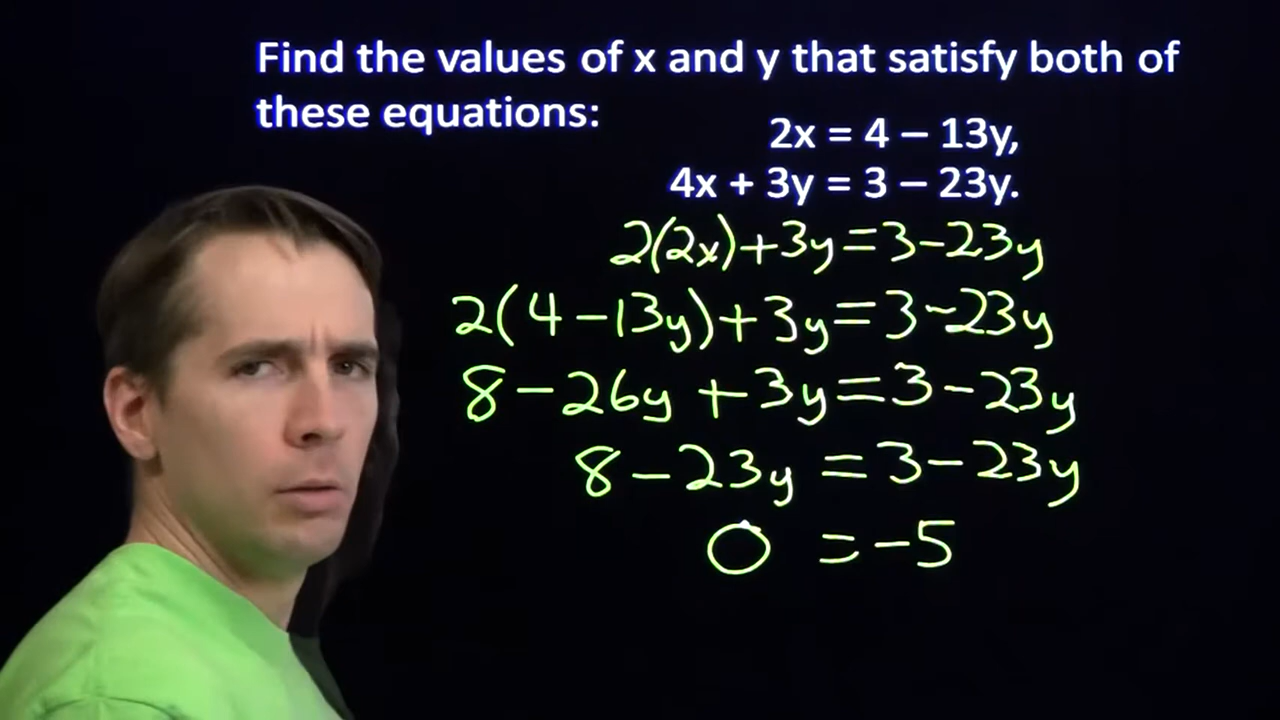 Find the values of x and y that satisfy both of
these equations:
2x = 4 – 13y,
4x + 3y = 3 – 23y.
2(2x)+3y=3-23y
2(4-13y)+3y=3-23y
8-26y+3y=3-23y
8-23y=3-23y
0=-5